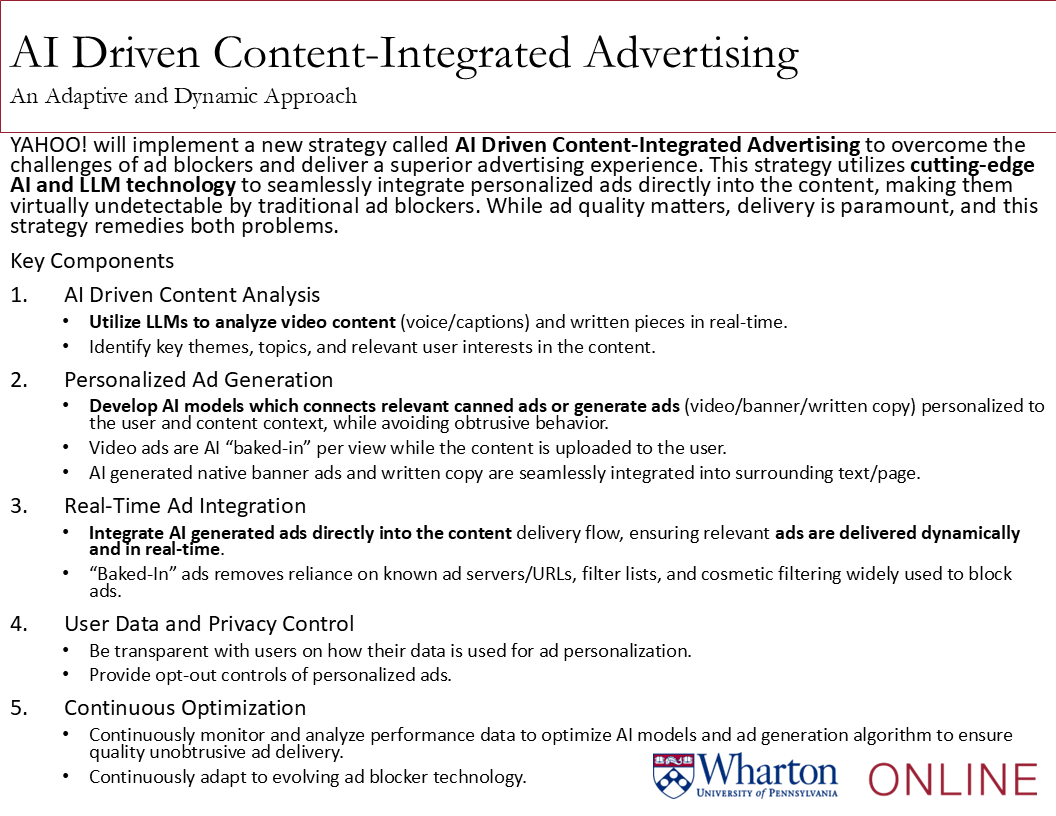 AI Driven Content-Integrated Advertising
An Adaptive and Dynamic Approach
YAHOO! will implement a new strategy called AI Driven Content-Integrated Advertising to overcome the
challenges of ad blockers and deliver a superior advertising experience. This strategy utilizes cutting-edge
AI and LLM technology to seamlessly integrate personalized ads directly into the content, making them
virtually undetectable by traditional ad blockers. While ad quality matters, delivery is paramount, and this
strategy remedies both problems.
Key Components
1. AI Driven Content Analysis
• Utilize LLMs to analyze video content (voice/captions) and written pieces in real-time.
• Identify key themes, topics, and relevant user interests in the content.
2. Personalized Ad Generation
• Develop AI models which connects relevant canned ads or generate ads (video/banner/written copy) personalized to
the user and content context, while avoiding obtrusive behavior.
• Video ads are AI “baked-in” per view while the content is uploaded to the user.
• AI generated native banner ads and written copy are seamlessly integrated into surrounding text/page.
3. Real-Time Ad Integration
• Integrate AI generated ads directly into the content delivery flow, ensuring relevant ads are delivered dynamically
and in real-time.
• “Baked-In” ads removes reliance on known ad servers/URLs, filter lists, and cosmetic filtering widely used to block
ads.
4. User Data and Privacy Control
• Be transparent with users on how their data is used for ad personalization.
• Provide opt-out controls of personalized ads.
5. Continuous Optimization
• Continuously monitor and analyze performance data to optimize AI models and ad generation algorithm to ensure
quality unobtrusive ad delivery.
• Continuously adapt to evolving ad blocker technology.
Wharton ONLINE
UNIVERSITY of PENNSYLVANIA